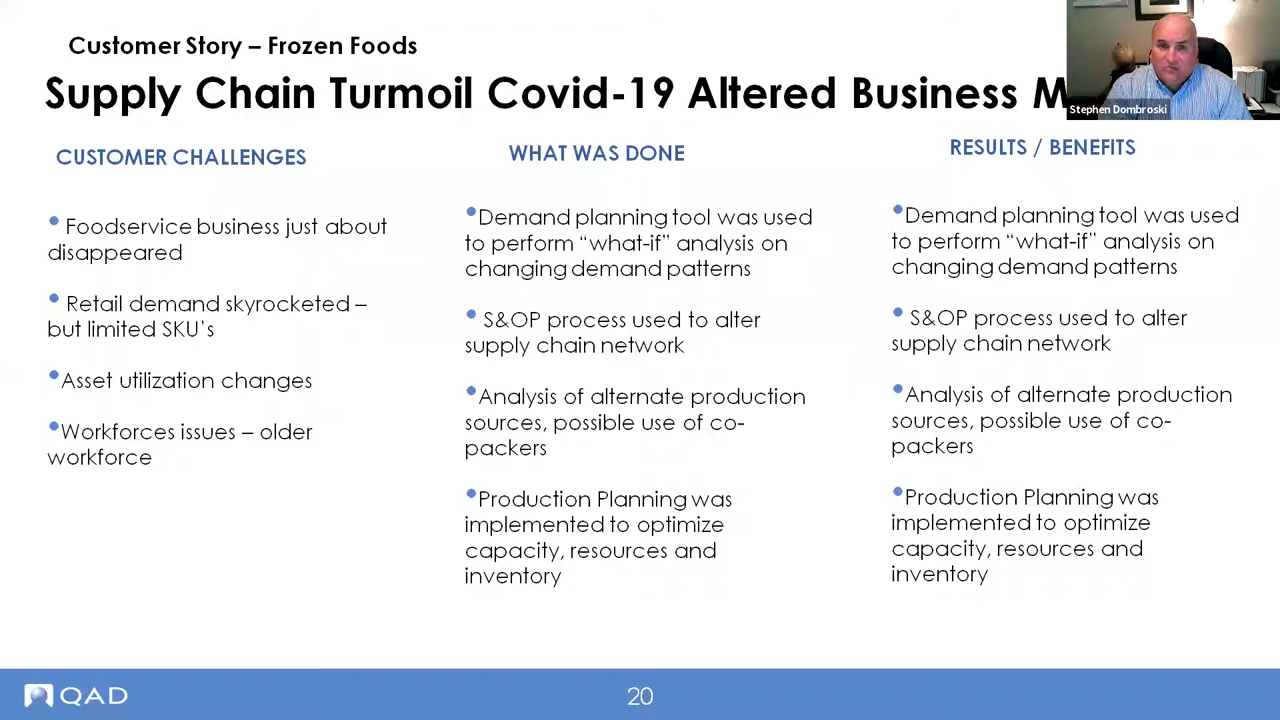 Customer Story – Frozen Foods
Supply Chain Turmoil Covid-19 Altered Business
Stephen Dombroski
CUSTOMER CHALLENGES
• Foodservice business just about
disappeared
• Retail demand skyrocketed –
but limited SKU's
•Asset utilization changes
•Workforces issues – older
workforce
WHAT WAS DONE
•Demand planning tool was used
to perform “what-if” analysis on
changing demand patterns
• S&OP process used to alter
supply chain network
•Analysis of alternate production
sources, possible use of co-
packers
•Production Planning was
implemented to optimize
capacity, resources and
inventory
RESULTS / BENEFITS
•Demand planning tool was used
to perform “what-if” analysis on
changing demand patterns
• S&OP process used to alter
supply chain network
•Analysis of alternate production
sources, possible use of co-
packers
•Production Planning was
implemented to optimize
capacity, resources and
inventory
QAD
20